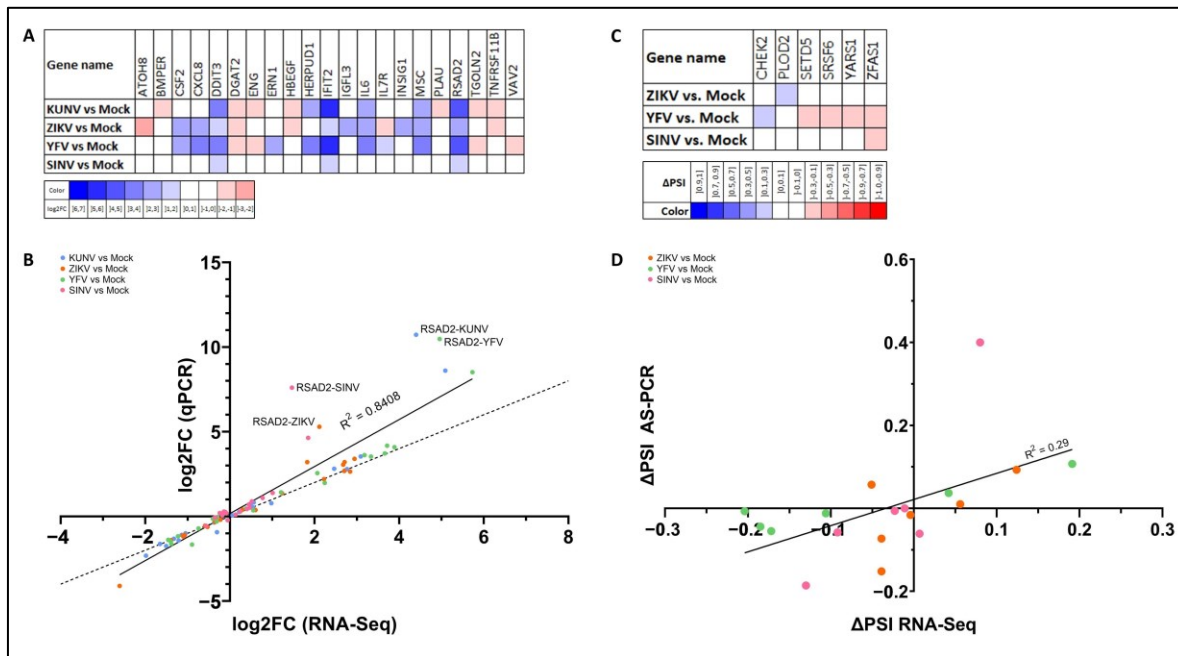 A
Gene name
ATOH8
BMPER
CSF2
CXCL8
DDIT3
DGAT2
ENG
ERN1
HBEGF
HERPUD1
IFIT2
IGFL3
IL6
IL7R
INSIG1
MSC
PLAU
RSAD2
TGOLN2
TNFRSF11B
VAV2
KUNV vs Mock
ZIKV vs Mock
YFV vs Mock
SINV vs Mock
Color
log2FC ]6,7] ]5,6] ]4,5] ]3,4] ]2,3] ]1,2] ]0,1] ]-1,0] ]-2,-1] ]-3,-2]
C
Gene name
CHEK2
PLOD2
SETD5
SRSF6
YARS1
ZFAS1
ZIKV vs. Mock
YFV vs. Mock
SINV vs. Mock
ΔPSI
]0.9,1]
]0.7, 0.9]
]0.5,0.7]
]0.3,0.5]
]0.1,0.3]
]0,0.1]
]-0.1,0]
]-0.3,-0.1]
]-0.5,-0.3]
]-0.7,-0.5]
]-0.9,-0.7]
]-1.0,-0.9]
Color
B
KUNV vs Mock
ZIKV vs Mock
YFV vs Mock
SINV vs Mock
15
10
5
-5
log2FC (qPCR)
RSAD2-KUNV
RSAD2-YFV
RSAD2-SINV
RSAD2-ZIKV
R² = 0.8408
-4 -2 0 2 4 6 8
log2FC (RNA-Seq)
D
ZIKV vs Mock
YFV vs Mock
SINV vs Mock
0.6
0.4
0.2
-0.2
ΔPSI AS-PCR
R² = 0.29
-0.3 -0.2 -0.1 0.0 0.1 0.2 0.3
ΔPSI RNA-Seq